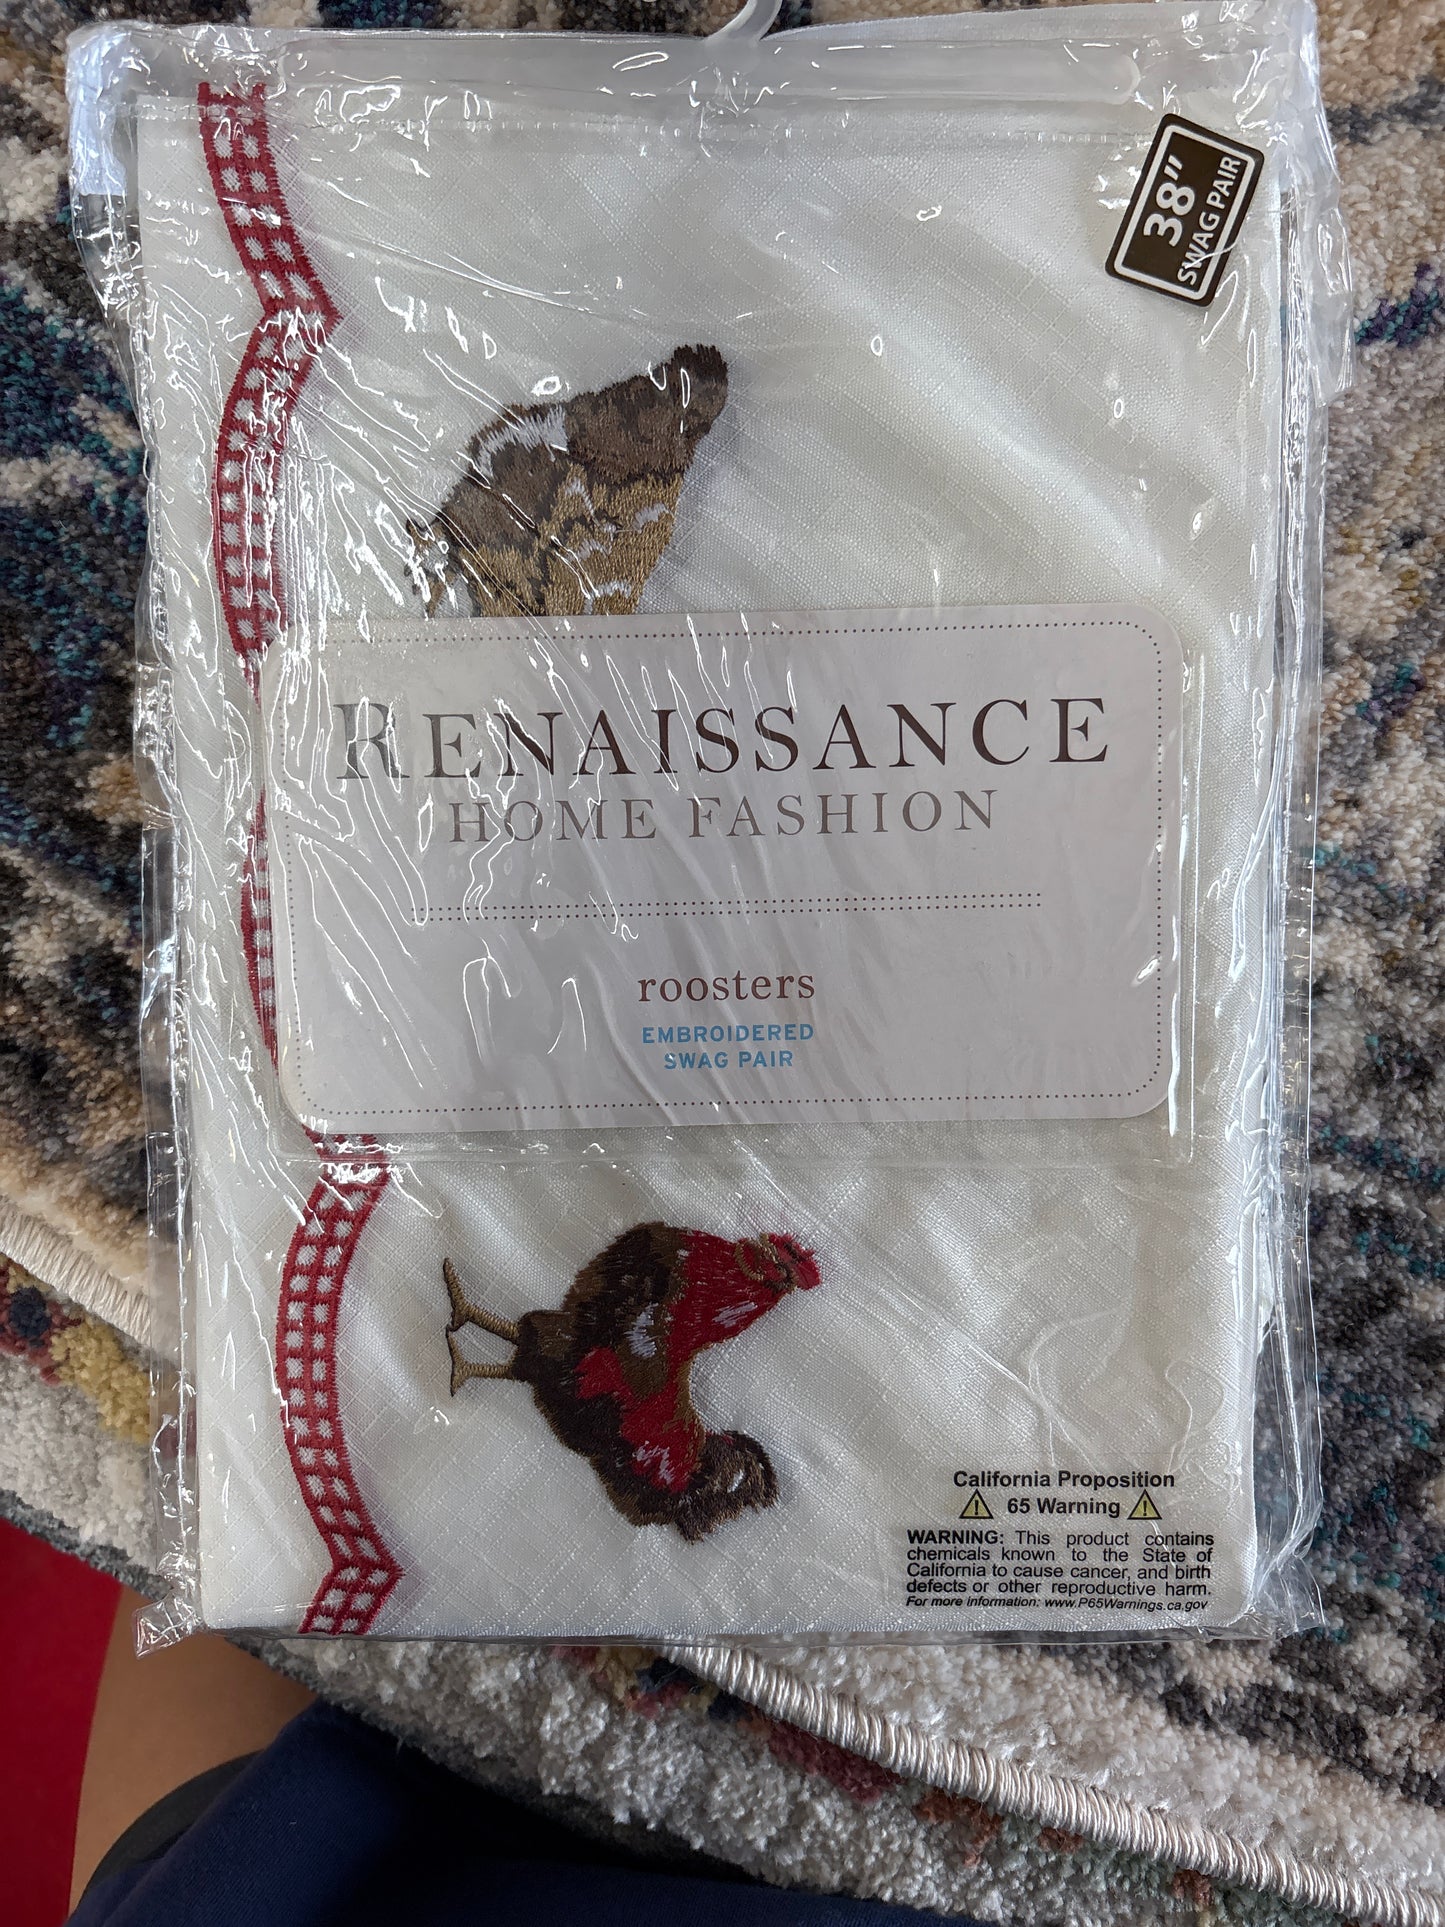 38"
SWAG PAIR
RENAISSANCE
HOME FASHION
roosters
EMBROIDERED
SWAG PAIR
California Proposition
65 Warning
WARNING: This product contains
chemicals known to the State of
California to cause cancer, and birth
defects or other reproductive harm.
For more information: www.P65Warnings.ca.gov